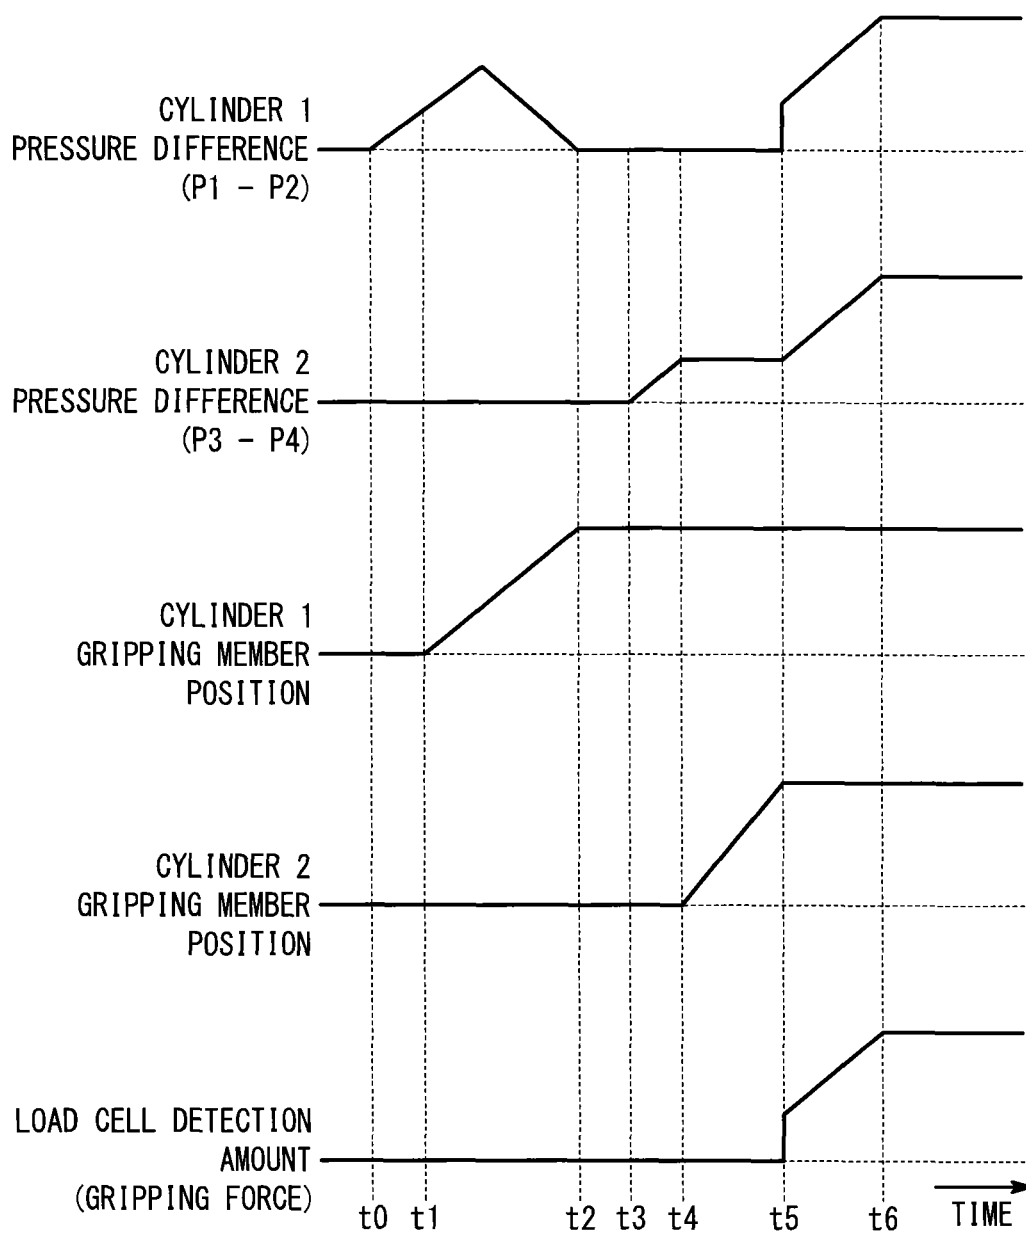 CYLINDER 1
PRESSURE DIFFERENCE
(P1 - P2)
CYLINDER 2
PRESSURE DIFFERENCE
(P3 - P4)
CYLINDER 1
GRIPPING MEMBER
POSITION
CYLINDER 2
GRIPPING MEMBER
POSITION
LOAD CELL DETECTION
AMOUNT
(GRIPPING FORCE)
t0 t1 t2 t3 t4 t5 t6 TIME